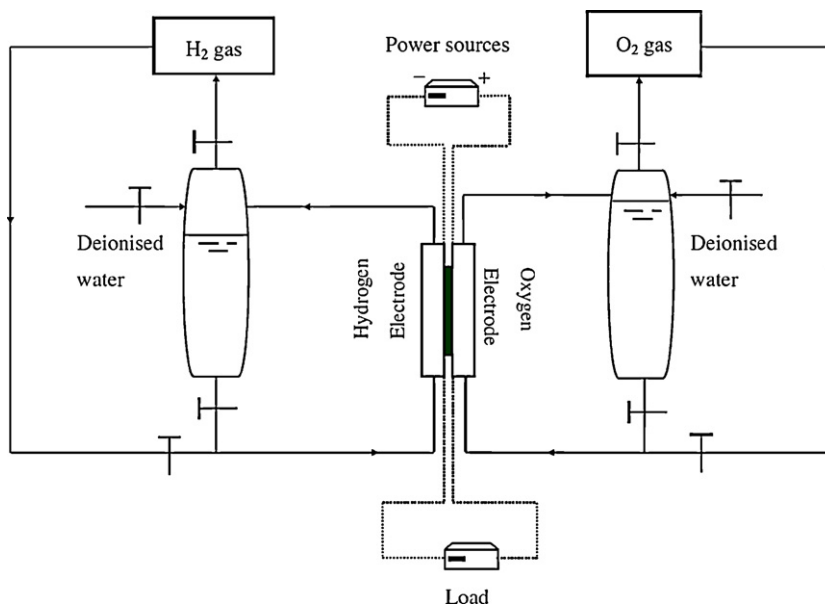 H₂ gas
Power sources
O₂ gas
− +
Deionised
water
Hydrogen
Electrode
Electrode
Oxygen
Deionised
water
Load